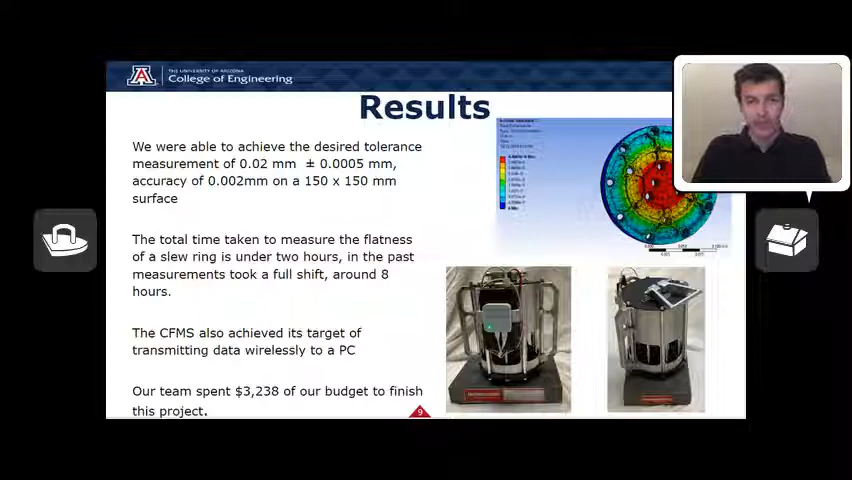 THE UNIVERSITY OF ARIZONA
College of Engineering
Results
We were able to achieve the desired tolerance
measurement of 0.02 mm ± 0.0005 mm,
accuracy of 0.002mm on a 150 x 150 mm
surface
The total time taken to measure the flatness
of a slew ring is under two hours, in the past
measurements took a full shift, around 8
hours.
The CFMS also achieved its target of
transmitting data wirelessly to a PC
Our team spent $3,238 of our budget to finish
this project.
9